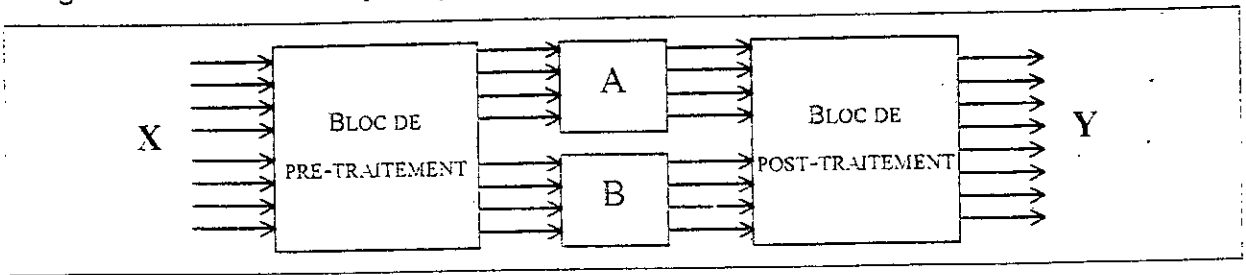 A
BLOC DE
PRE-TRAITEMENT
X
B
BLOC DE
POST-TRAITEMENT
Y